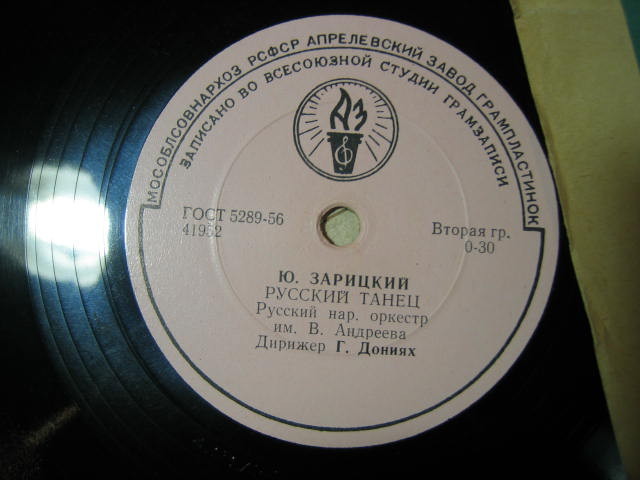 МОСОБЛСОВНАРХОЗ РСФСР АПРЕЛЕВСКИЙ ЗАВОД ГРАМПЛАСТИНОК
ЗАПИСАНО ВО ВСЕСОЮЗНОЙ СТУДИИ ГРАМЗАПИСИ
АЗ
ГОСТ 5289-56
41952
Вторая гр.
0-30
Ю. ЗАРИЦКИЙ
РУССКИЙ ТАНЕЦ
Русский нар. оркестр
им. В. Андреева
Дирижер Г. Дониях